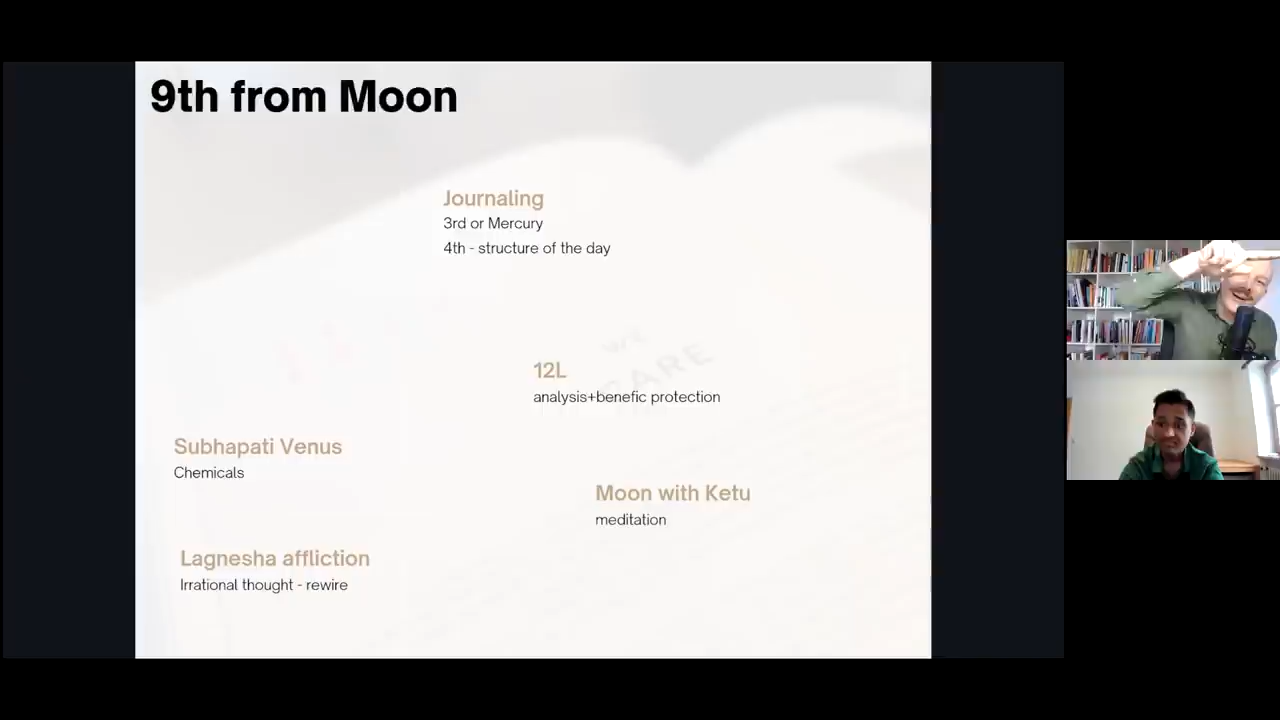 9th from Moon
Journaling
3rd or Mercury
4th - structure of the day
WE
12L
analysis+benefic protection
Subhapati Venus
Chemicals
Moon with Ketu
meditation
Lagnesha affliction
Irrational thought - rewire